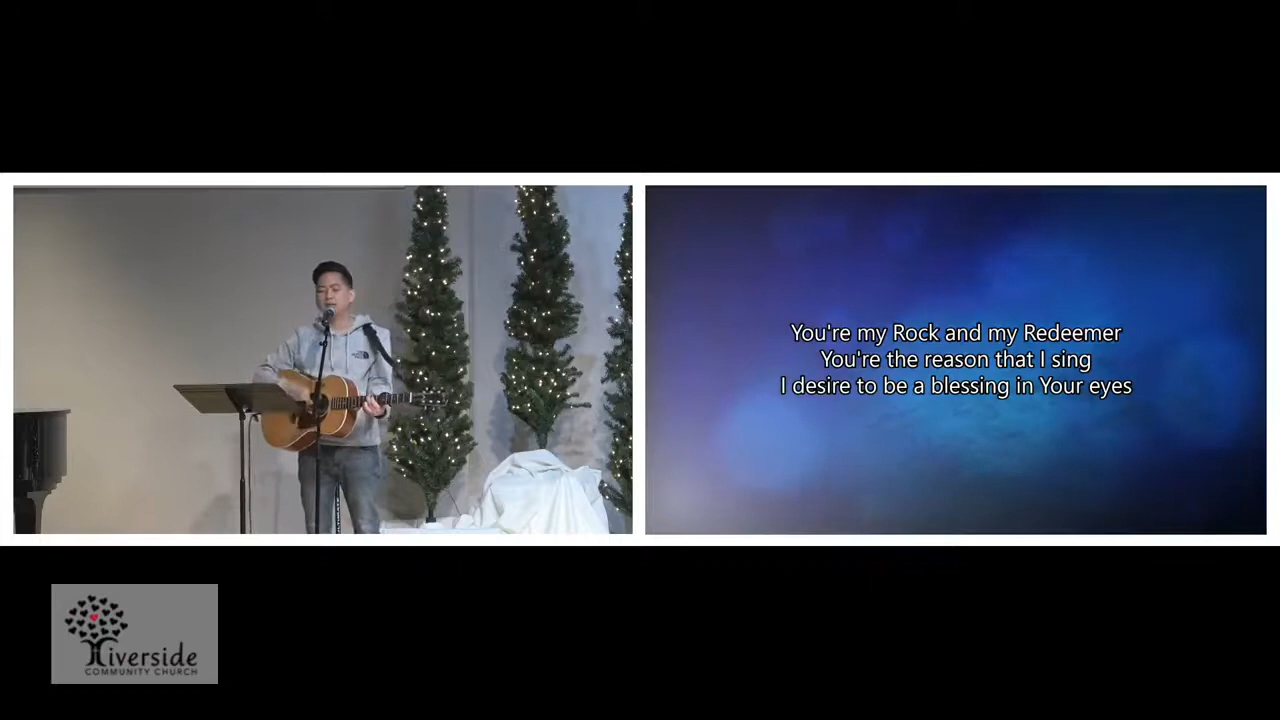 You're my Rock and my Redeemer
You're the reason that I sing
I desire to be a blessing in Your eyes
Riverside
COMMUNITY CHURCH